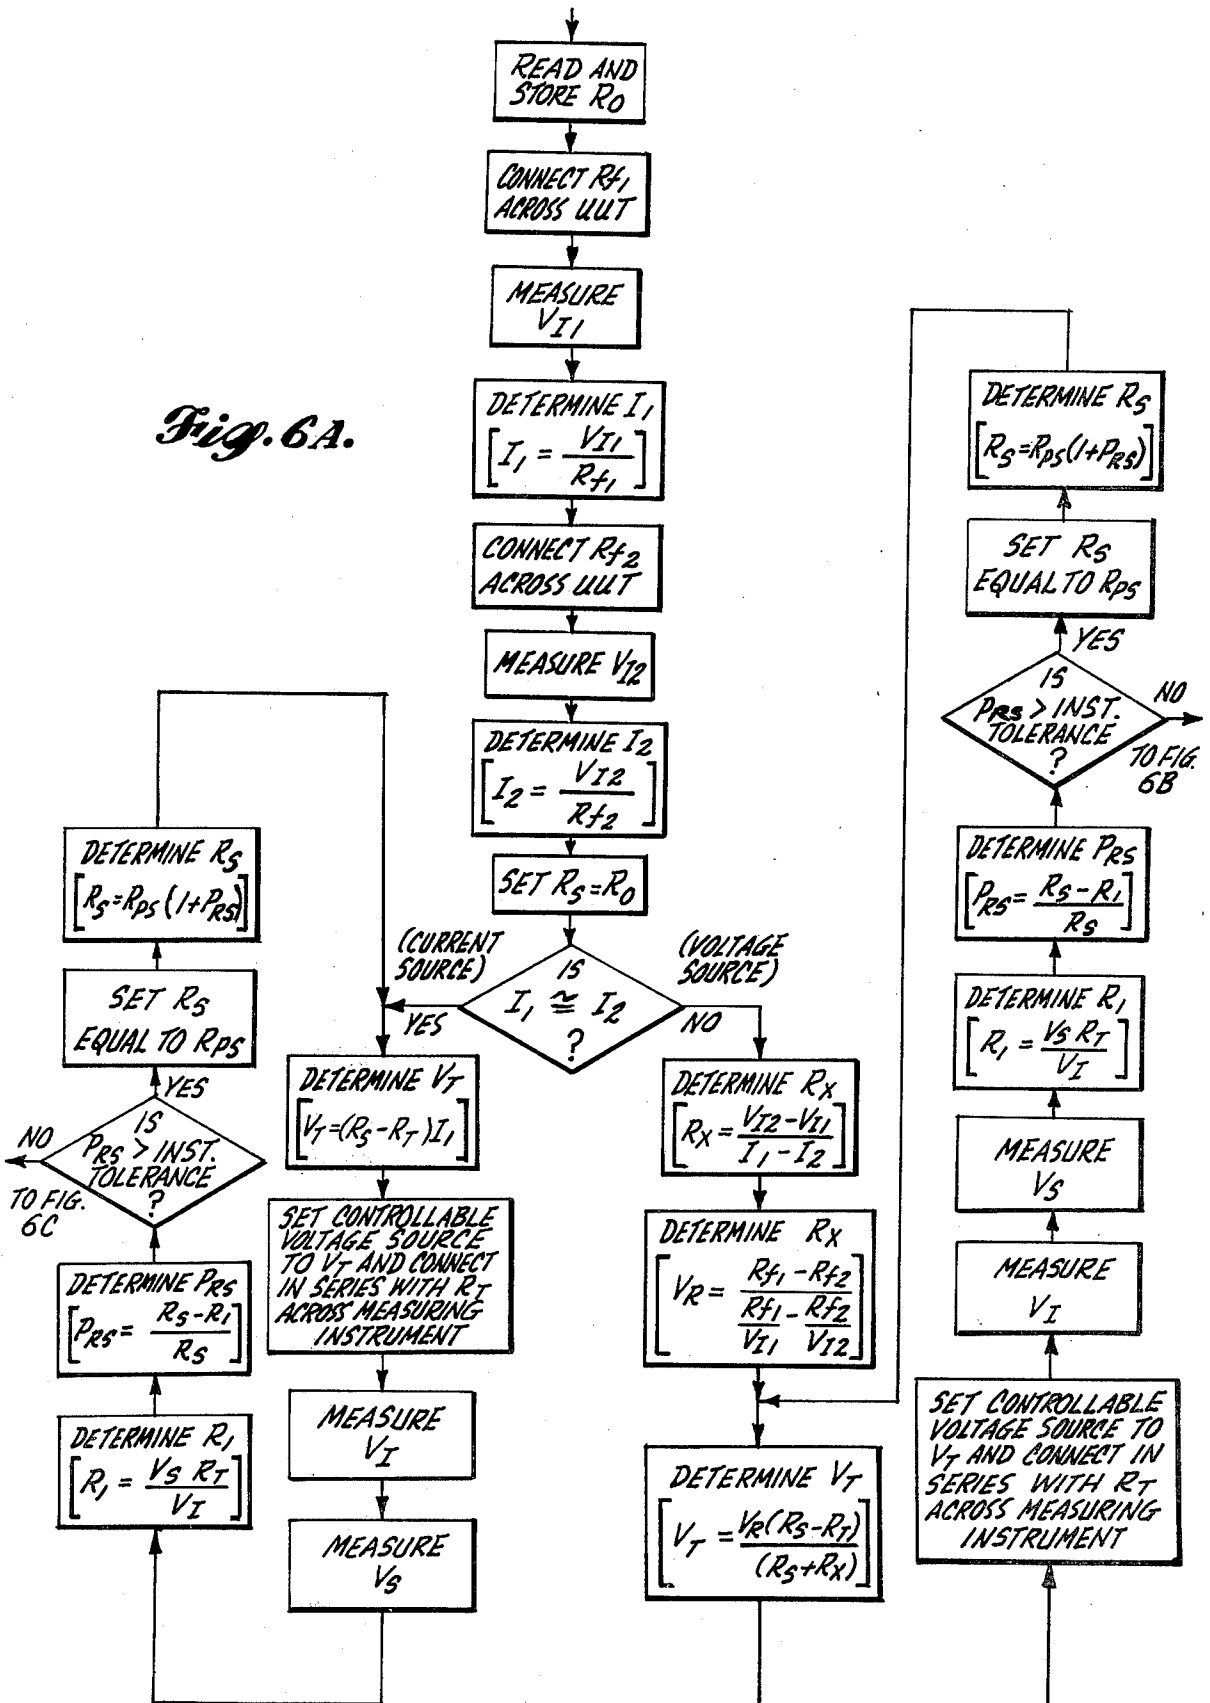 READ AND
STORE RO
CONNECT Rf1
ACROSS UUT
MEASURE
VI1
Fig. 6A.
DETERMINE I1
[I1 = VI1 / Rf1]
CONNECT Rf2
ACROSS UUT
MEASURE VI2
DETERMINE I2
[I2 = VI2 / Rf2]
SET RS = RO
(CURRENT
SOURCE)
(VOLTAGE
SOURCE)
IS
I1 ≅ I2
?
YES
NO
DETERMINE VT
[VT = (RS - RT) I1]
SET CONTROLLABLE
VOLTAGE SOURCE
TO VT AND CONNECT
IN SERIES WITH RT
ACROSS MEASURING
INSTRUMENT
MEASURE
VI
MEASURE
VS
DETERMINE R1
[R1 = VS RT / VI]
DETERMINE PRS
[PRS = RS - R1 / RS]
IS
PRS > INST.
TOLERANCE
?
NO
TO FIG.
6C
YES
SET RS
EQUAL TO RPS
DETERMINE RS
[RS = RPS (1 + PRS)]
DETERMINE RX
[RX = VI2 - VI1 / I1 - I2]
DETERMINE RX
[VR = Rf1 - Rf2 / Rf1/VI1 - Rf2/VI2]
DETERMINE VT
[VT = VR (RS - RT) / (RS + RX)]
SET CONTROLLABLE
VOLTAGE SOURCE TO
VT AND CONNECT IN
SERIES WITH RT
ACROSS MEASURING
INSTRUMENT
MEASURE
VI
MEASURE
VS
DETERMINE R1
[R1 = VS RT / VI]
DETERMINE PRS
[PRS = RS - R1 / RS]
IS
PRS > INST.
TOLERANCE
?
NO
TO FIG.
6B
YES
SET RS
EQUAL TO RPS
DETERMINE RS
[RS = RPS (1 + PRS)]